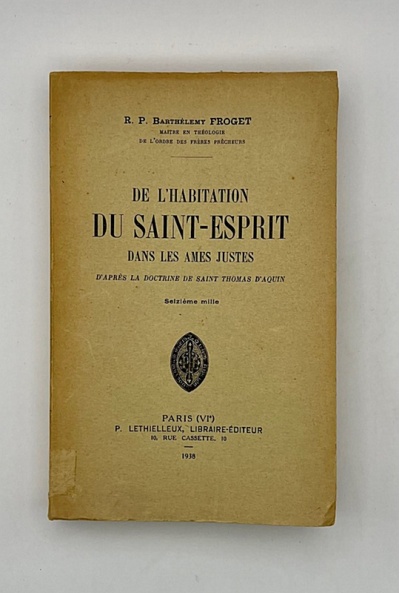 R. P. BARTHÉLEMY FROGET
MAITRE EN THÉOLOGIE
DE L'ORDRE DES FRÈRES PRÊCHEURS
DE L'HABITATION
DU SAINT-ESPRIT
DANS LES AMES JUSTES
D'APRÈS LA DOCTRINE DE SAINT THOMAS D'AQUIN
Seizième mille
PARIS (VIᵉ)
P. LETHIELLEUX, LIBRAIRE-ÉDITEUR
10, RUE CASSETTE, 10
1938